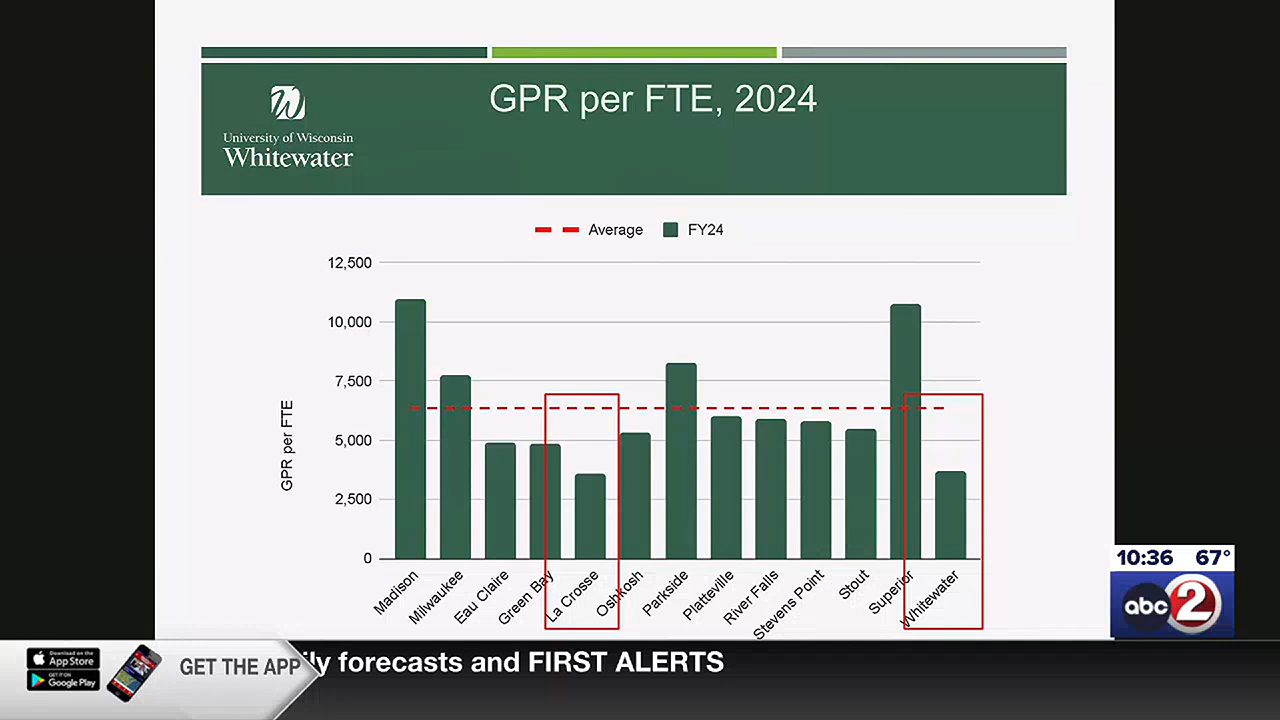 GPR per FTE, 2024
W
University of Wisconsin
Whitewater
Average
FY24
12,500
10,000
7,500
5,000
2,500
0
GPR per FTE
Madison
Milwaukee
Eau Claire
Green Bay
La Crosse
Oshkosh
Parkside
Platteville
River Falls
Stevens Point
Stout
Superior
Whitewater
10:36 67°
abc 2
Download on the
App Store
GET IT ON
Google Play
GET THE APP
ily forecasts and FIRST ALERTS